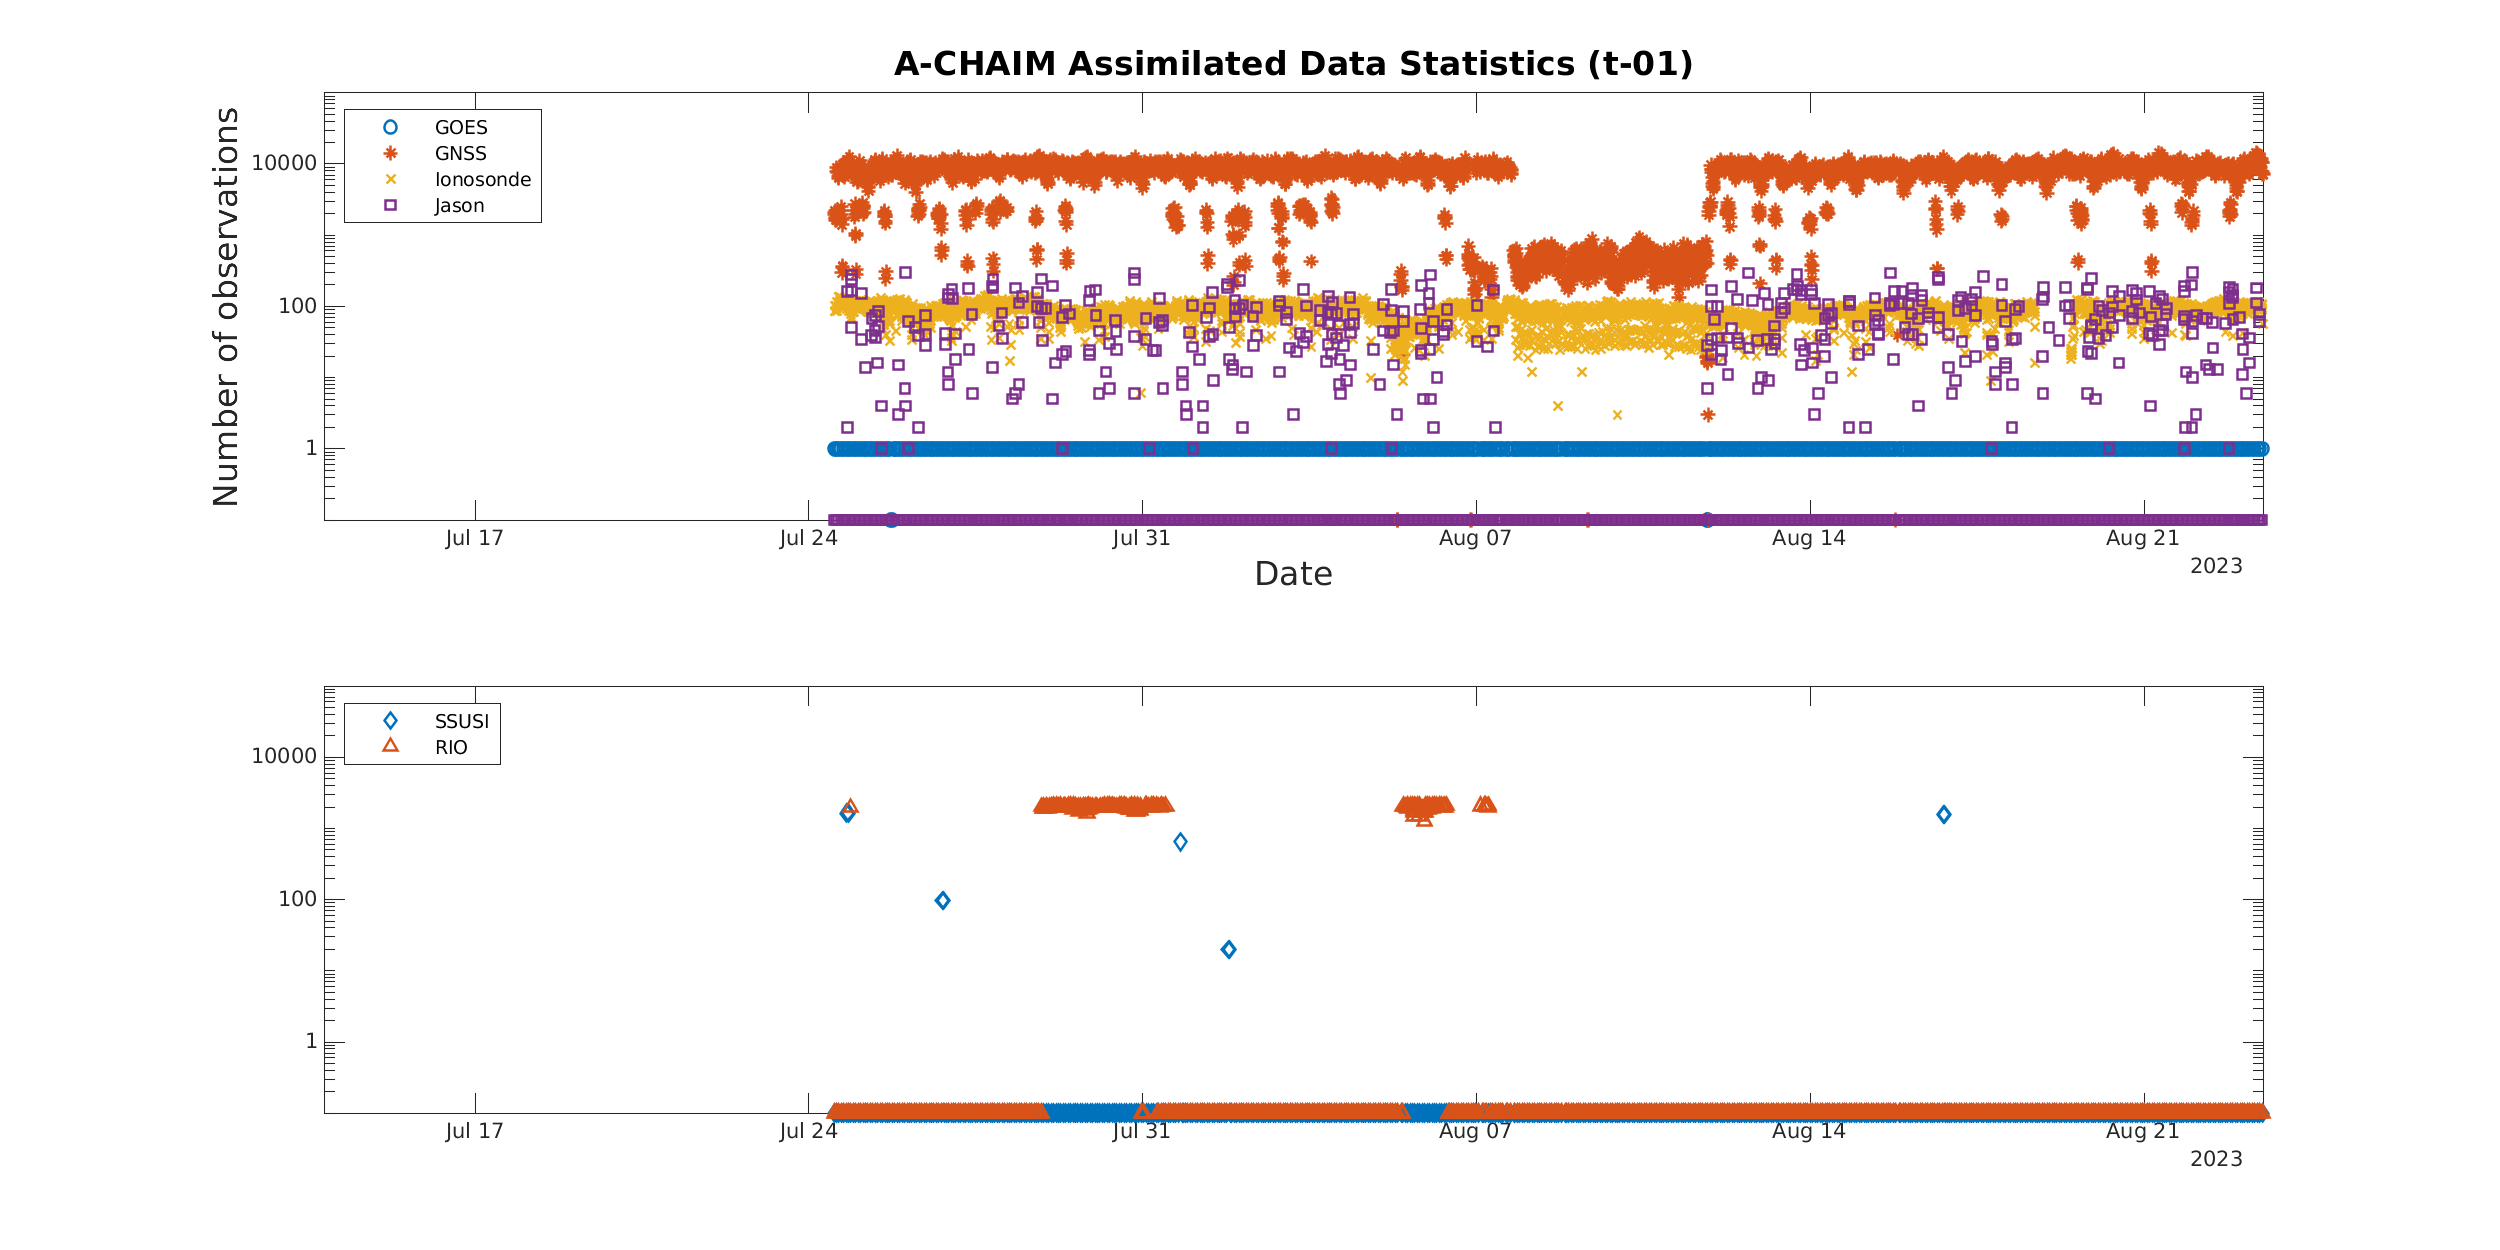 A-CHAIM Assimilated Data Statistics (t-01)
Number of observations
10000
100
1
GOES
GNSS
Ionosonde
Jason
Jul 17 Jul 24 Jul 31 Aug 07 Aug 14 Aug 21
2023
Date
10000
100
1
SSUSI
RIO
Jul 17 Jul 24 Jul 31 Aug 07 Aug 14 Aug 21
2023